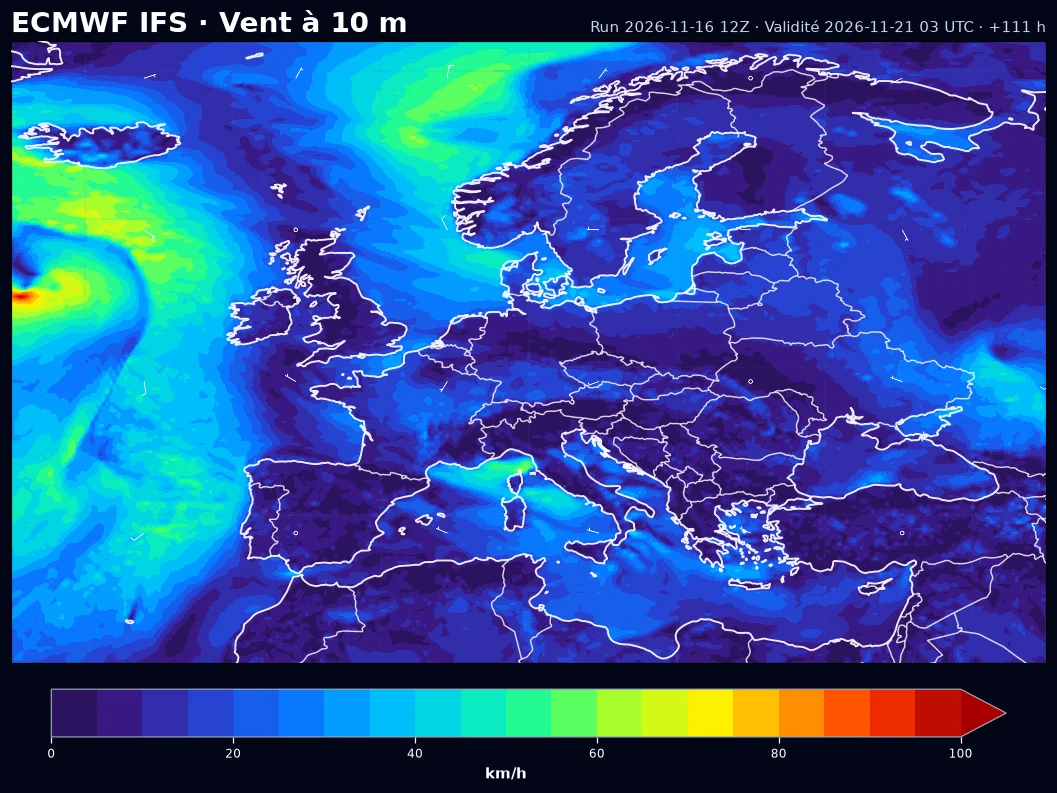 ECMWF IFS · Vent à 10 m
Run 2026-11-16 12Z · Validité 2026-11-21 03 UTC · +111 h
0 20 40 60 80 100
km/h